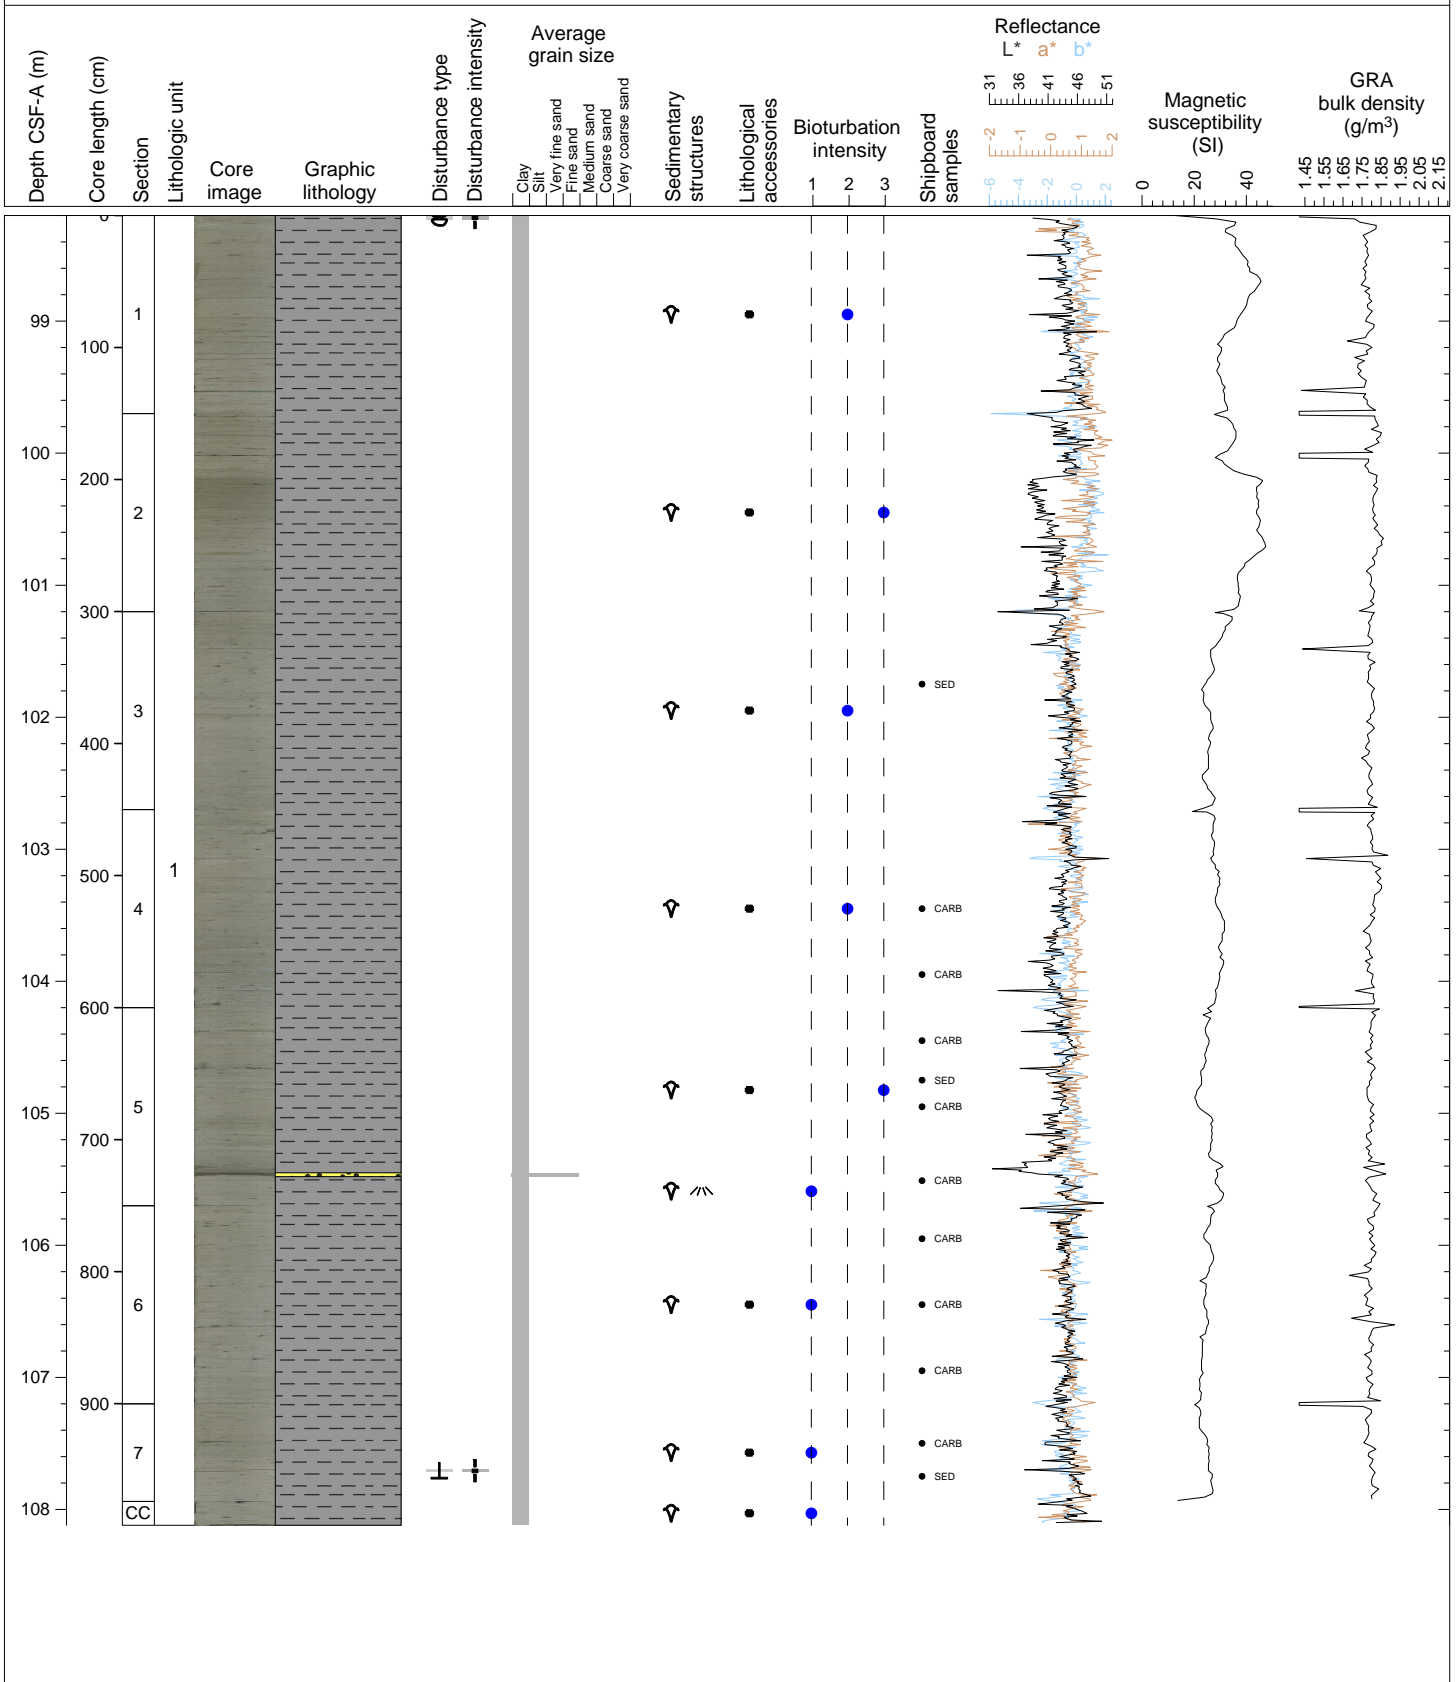 Depth CSF-A (m)
Core length (cm)
Section
Lithologic unit
Core
image
Graphic
lithology
Disturbance type
Disturbance intensity
Average
grain size
Clay
Silt
Very fine sand
Fine sand
Medium sand
Coarse sand
Very coarse sand
Sedimentary
structures
Lithological
accessories
Bioturbation
intensity
1 2 3
Shipboard
samples
Reflectance
L* a* b*
31 36 41 46 51
-2 -1 0 1 2
-6 -4 -2 0 2
Magnetic
susceptibility
(SI)
0 20 40
GRA
bulk density
(g/m³)
1.45 1.55 1.65 1.75 1.85 1.95 2.05 2.15
0
1
99
100
100
200
2
101
300
SED
3
102
400
103
1
500
4
CARB
CARB
104
600
CARB
SED
5
CARB
105
700
CARB
CARB
106
800
6
CARB
CARB
107
900
CARB
7
SED
108
CC